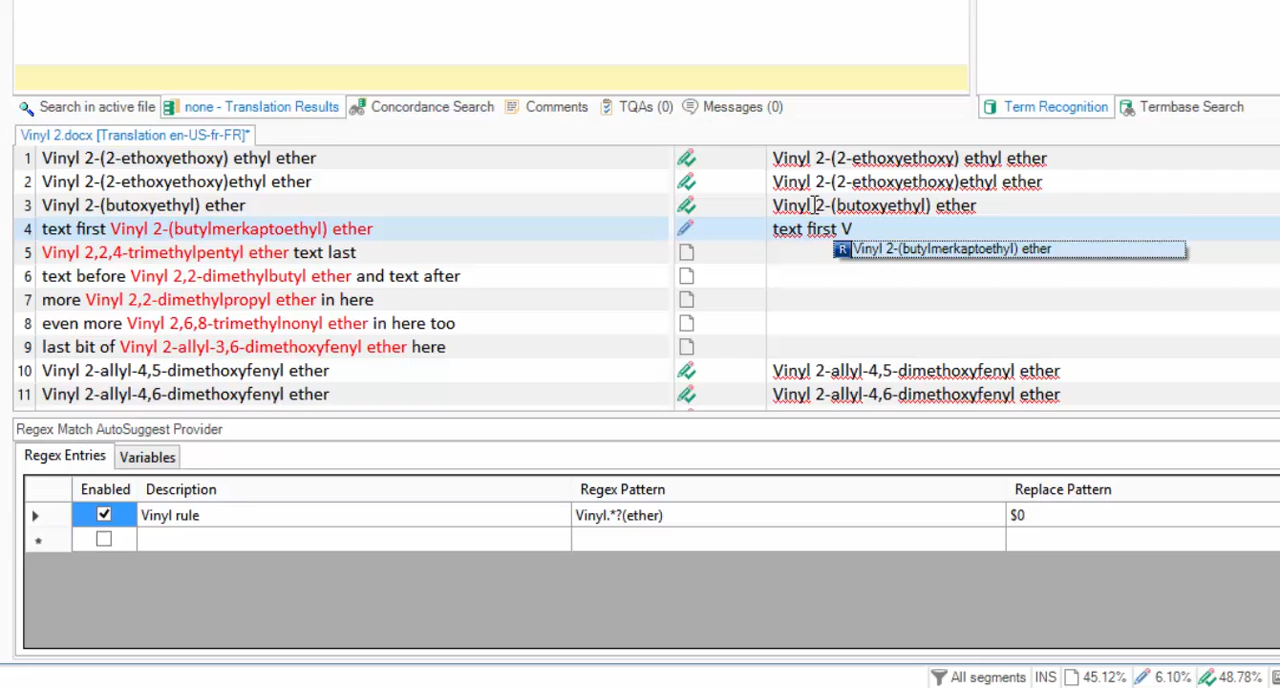 Search in active file none - Translation Results Concordance Search Comments TQAs (0) Messages (0) Term Recognition Termbase Search
Vinyl 2.docx [Translation en-US-fr-FR]*
1 Vinyl 2-(2-ethoxyethoxy) ethyl ether Vinyl 2-(2-ethoxyethoxy) ethyl ether
2 Vinyl 2-(2-ethoxyethoxy)ethyl ether Vinyl 2-(2-ethoxyethoxy)ethyl ether
3 Vinyl 2-(butoxyethyl) ether Vinyl 2-(butoxyethyl) ether
4 text first Vinyl 2-(butylmerkaptoethyl) ether text first V
R Vinyl 2-(butylmerkaptoethyl) ether
5 Vinyl 2,2,4-trimethylpentyl ether text last
6 text before Vinyl 2,2-dimethylbutyl ether and text after
7 more Vinyl 2,2-dimethylpropyl ether in here
8 even more Vinyl 2,6,8-trimethylnonyl ether in here too
9 last bit of Vinyl 2-allyl-3,6-dimethoxyfenyl ether here
10 Vinyl 2-allyl-4,5-dimethoxyfenyl ether Vinyl 2-allyl-4,5-dimethoxyfenyl ether
11 Vinyl 2-allyl-4,6-dimethoxyfenyl ether Vinyl 2-allyl-4,6-dimethoxyfenyl ether
Regex Match AutoSuggest Provider
Regex Entries Variables
Enabled Description Regex Pattern Replace Pattern
Vinyl rule Vinyl.*?(ether) $0
*
All segments INS 45.12% 6.10% 48.78%